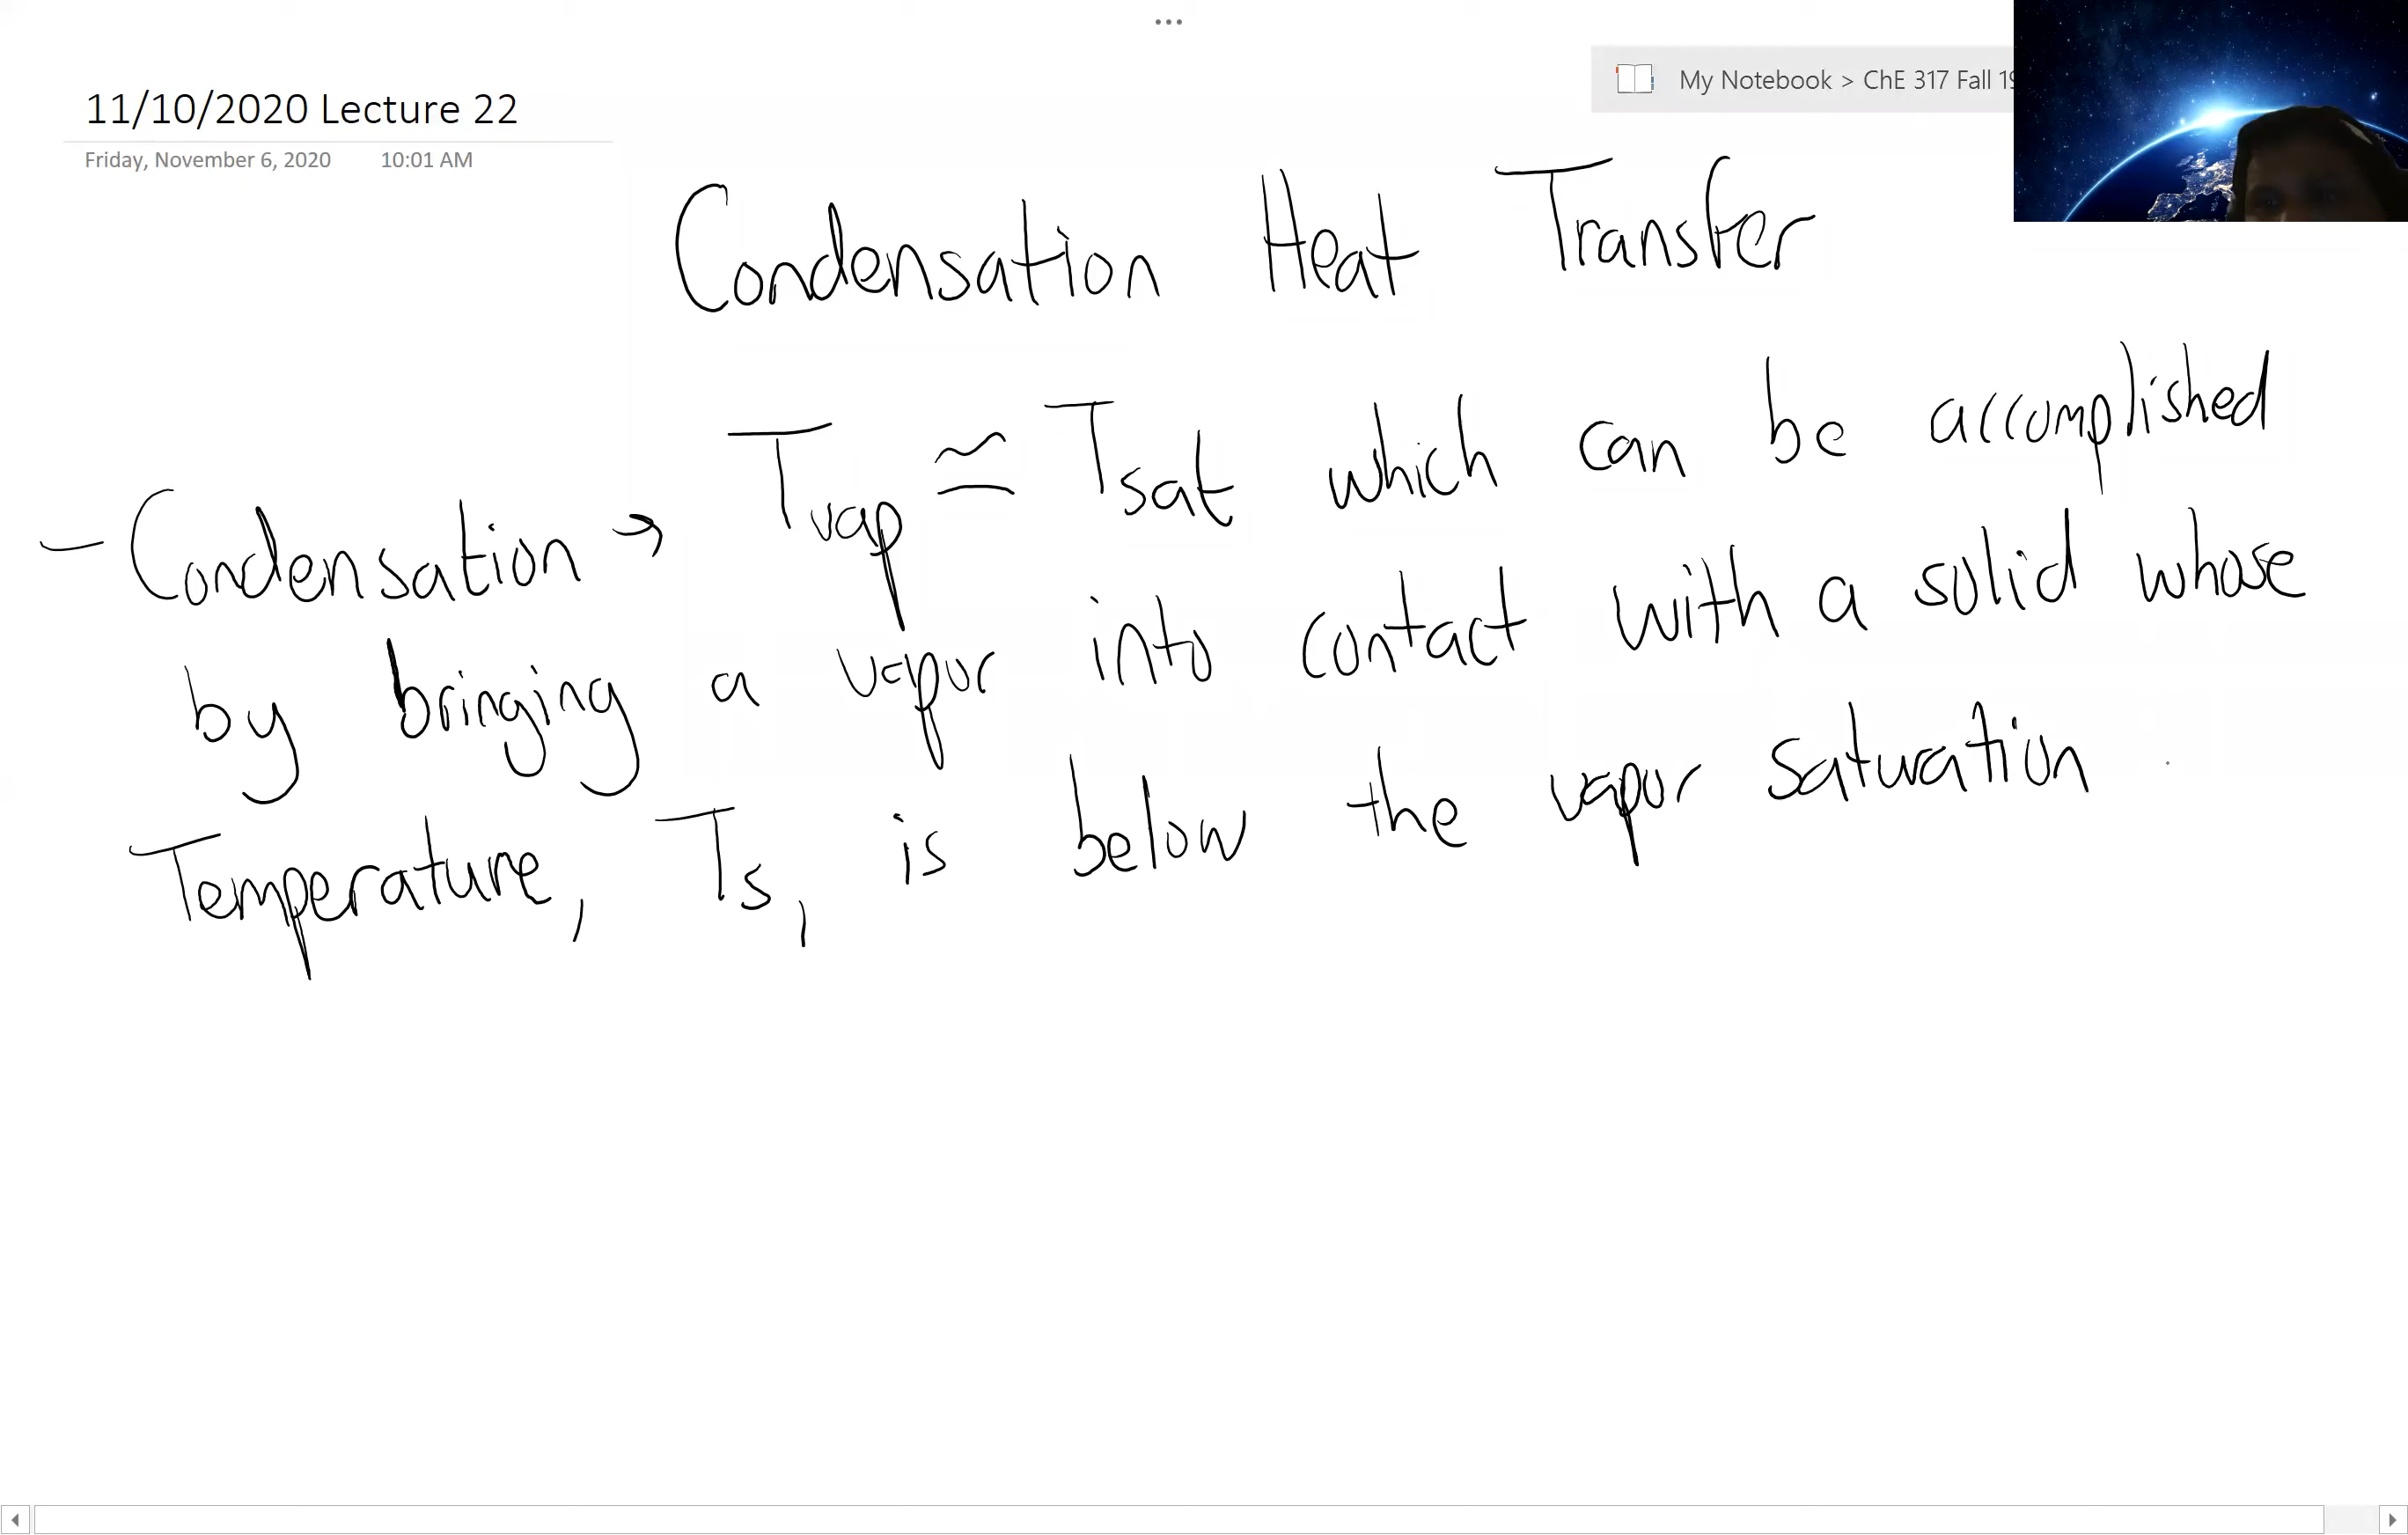 ...
My Notebook > ChE 317 Fall 19
11/10/2020 Lecture 22
Friday, November 6, 2020 10:01 AM
Condensation Heat Transfer
- Condensation → Tvap ≃ Tsat which can be accomplished
by bringing a vapor into contact with a solid whose
Temperature, Ts, is below the vapor saturation